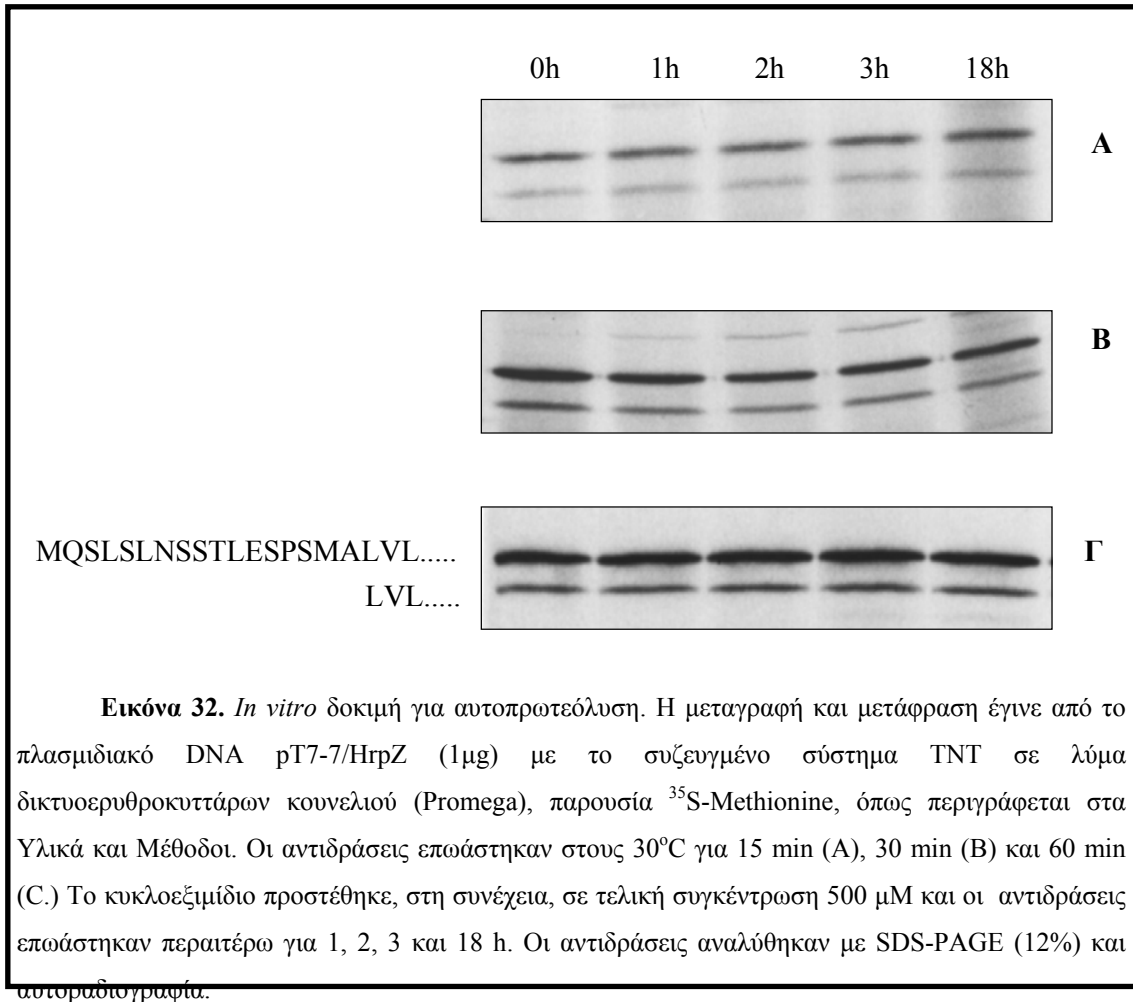 0h 1h 2h 3h 18h
A
B
MQSLSLNSSTLESPSMALVL..... Γ
LVL.....
Εικόνα 32. In vitro δοκιμή για αυτοπρωτεόλυση. Η μεταγραφή και μετάφραση έγινε από το
πλασμιδιακό DNA pT7-7/HrpZ (1μg) με το συζευγμένο σύστημα TNT σε λύμα
δικτυοερυθροκυττάρων κουνελιού (Promega), παρουσία ³⁵S-Methionine, όπως περιγράφεται στα
Υλικά και Μέθοδοι. Οι αντιδράσεις επωάστηκαν στους 30°C για 15 min (A), 30 min (B) και 60 min
(C.) Το κυκλοεξιμίδιο προστέθηκε, στη συνέχεια, σε τελική συγκέντρωση 500 μM και οι αντιδράσεις
επωάστηκαν περαιτέρω για 1, 2, 3 και 18 h. Οι αντιδράσεις αναλύθηκαν με SDS-PAGE (12%) και
αυτοραδιογραφία.